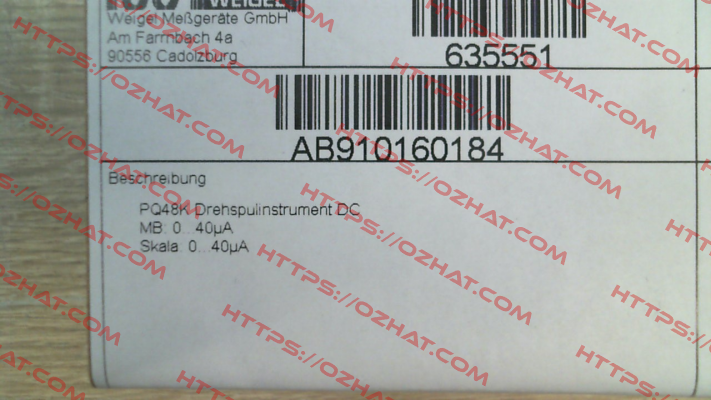 WEIGEL
Weigel Meßgeräte GmbH
Am Farrnbach 4a
90556 Cadolzburg
635551
AB910160184
Beschreibung
PQ48K Drehspulinstrument DC
MB: 0...40µA
Skala: 0...40µA
HTTPS://OZHAT.COM